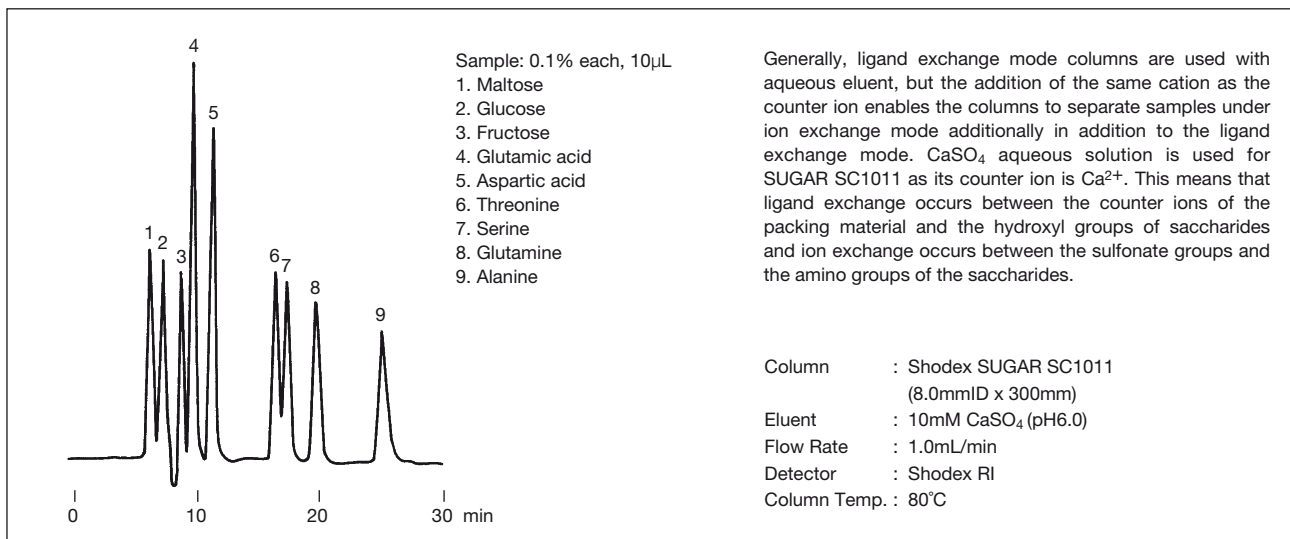 4
5
1
2
3
6
7
8
9
0
10
20
30
min
Sample: 0.1% each, 10µL
1. Maltose
2. Glucose
3. Fructose
4. Glutamic acid
5. Aspartic acid
6. Threonine
7. Serine
8. Glutamine
9. Alanine
Generally, ligand exchange mode columns are used with
aqueous eluent, but the addition of the same cation as the
counter ion enables the columns to separate samples under
ion exchange mode additionally in addition to the ligand
exchange mode. CaSO₄ aqueous solution is used for
SUGAR SC1011 as its counter ion is Ca²⁺. This means that
ligand exchange occurs between the counter ions of the
packing material and the hydroxyl groups of saccharides
and ion exchange occurs between the sulfonate groups and
the amino groups of the saccharides.
Column : Shodex SUGAR SC1011
(8.0mmID x 300mm)
Eluent : 10mM CaSO₄ (pH6.0)
Flow Rate : 1.0mL/min
Detector : Shodex RI
Column Temp. : 80°C